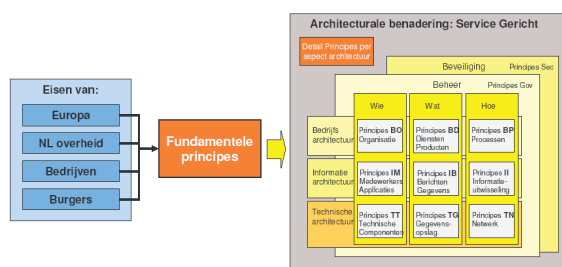 Architecturale benadering: Service Gericht
Detail Principes per
aspect architectuur
Beveiliging
Principes Sec
Beheer
Principes Gov
Eisen van:
Europa
NL overheid
Bedrijven
Burgers
Fundamentele
principes
Wie
Wat
Hoe
Bedrijfs
architectuur
Principes BO
Organisatie
Principes BD
Diensten
Producten
Principes BP
Processen
Informatie
architectuur
Principes IM
Medewerkers
Applicaties
Principes IB
Berichten
Gegevens
Principes II
Informatie-
uitwisseling
Technische
architectuur
Principes TT
Technische
Componenten
Principes TG
Gegevens-
opslag
Principes TN
Netwerk